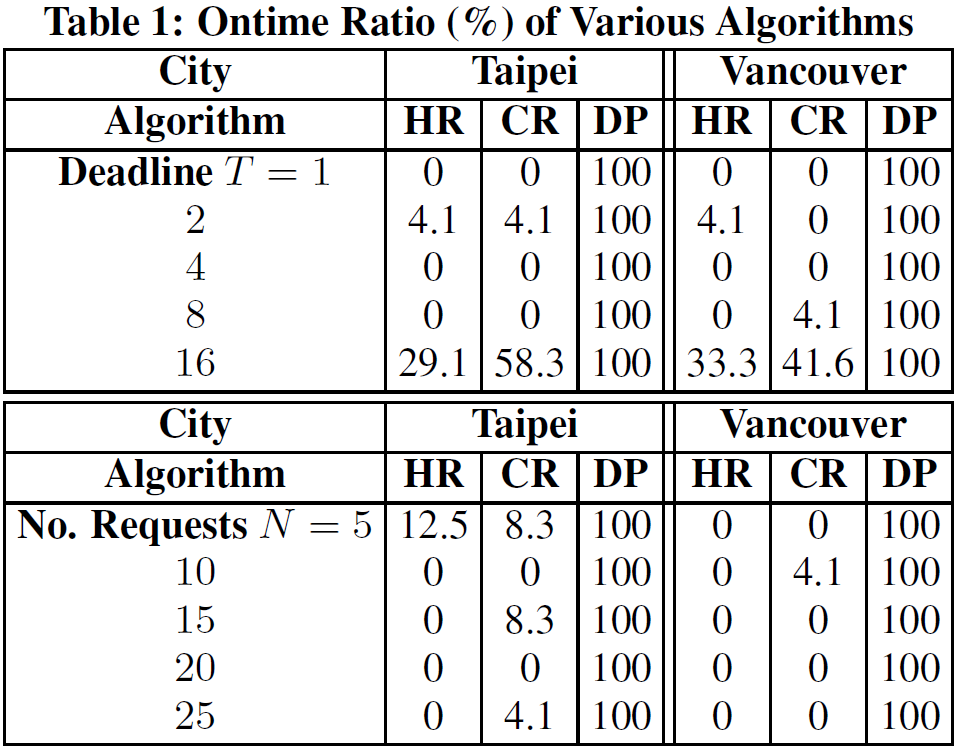 Table 1: Ontime Ratio (%) of Various Algorithms
City Taipei Vancouver
Algorithm HR CR DP HR CR DP
Deadline T = 1 0 0 100 0 0 100
2 4.1 4.1 100 4.1 0 100
4 0 0 100 0 0 100
8 0 0 100 0 4.1 100
16 29.1 58.3 100 33.3 41.6 100
City Taipei Vancouver
Algorithm HR CR DP HR CR DP
No. Requests N = 5 12.5 8.3 100 0 0 100
10 0 0 100 0 4.1 100
15 0 8.3 100 0 0 100
20 0 0 100 0 0 100
25 0 4.1 100 0 0 100